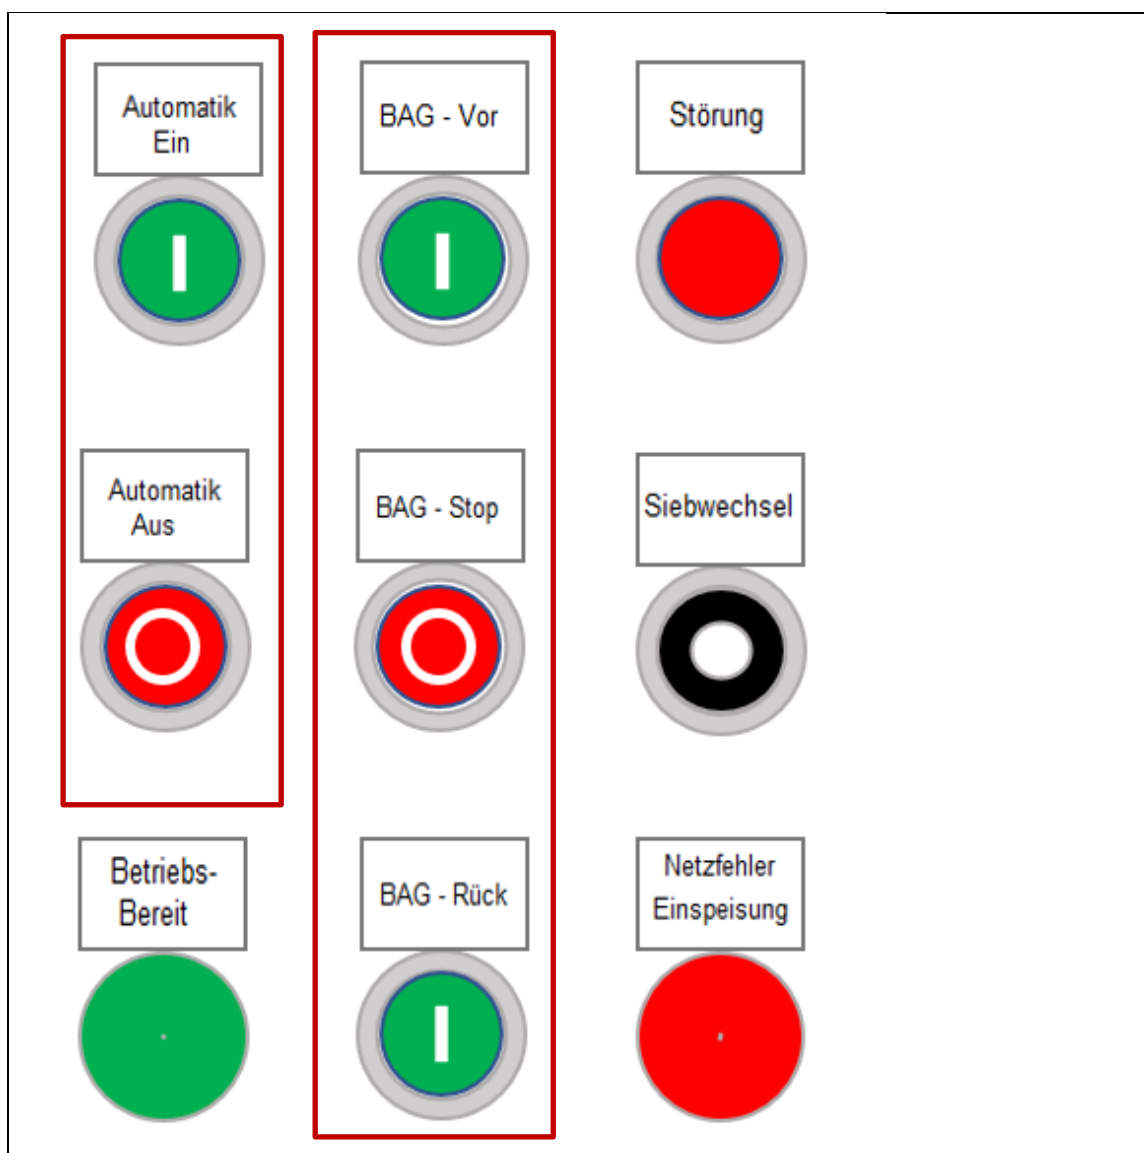 Automatik
Ein
BAG - Vor
Störung
Automatik
Aus
BAG - Stop
Siebwechsel
Betriebs-
Bereit
BAG - Rück
Netzfehler
Einspeisung